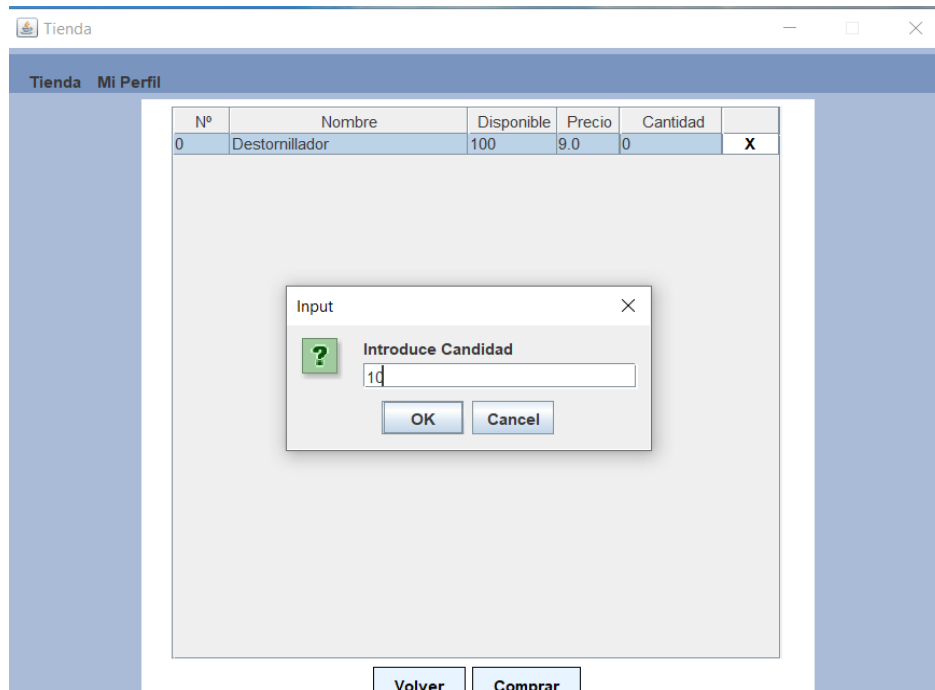 Tienda
Tienda Mi Perfil
Nº Nombre Disponible Precio Cantidad
0 Destornillador 100 9.0 0 X
Input
?
Introduce Candidad
10
OK Cancel
Volver Comprar